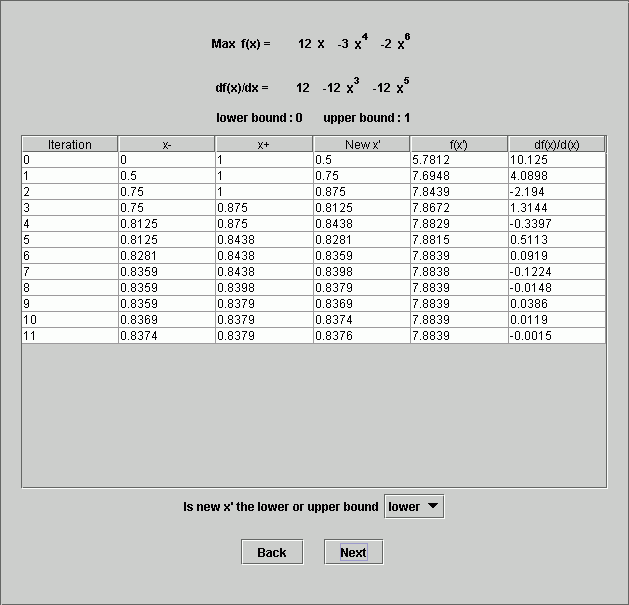 Max f(x) = 12 x -3 x^4 -2 x^6
df(x)/dx = 12 -12 x^3 -12 x^5
lower bound : 0 upper bound : 1
Iteration x- x+ New x' f(x') df(x)/d(x)
0 0 1 0.5 5.7812 10.125
1 0.5 1 0.75 7.6948 4.0898
2 0.75 1 0.875 7.8439 -2.194
3 0.75 0.875 0.8125 7.8672 1.3144
4 0.8125 0.875 0.8438 7.8829 -0.3397
5 0.8125 0.8438 0.8281 7.8815 0.5113
6 0.8281 0.8438 0.8359 7.8839 0.0919
7 0.8359 0.8438 0.8398 7.8838 -0.1224
8 0.8359 0.8398 0.8379 7.8839 -0.0148
9 0.8359 0.8379 0.8369 7.8839 0.0386
10 0.8369 0.8379 0.8374 7.8839 0.0119
11 0.8374 0.8379 0.8376 7.8839 -0.0015
Is new x' the lower or upper bound lower
Back Next